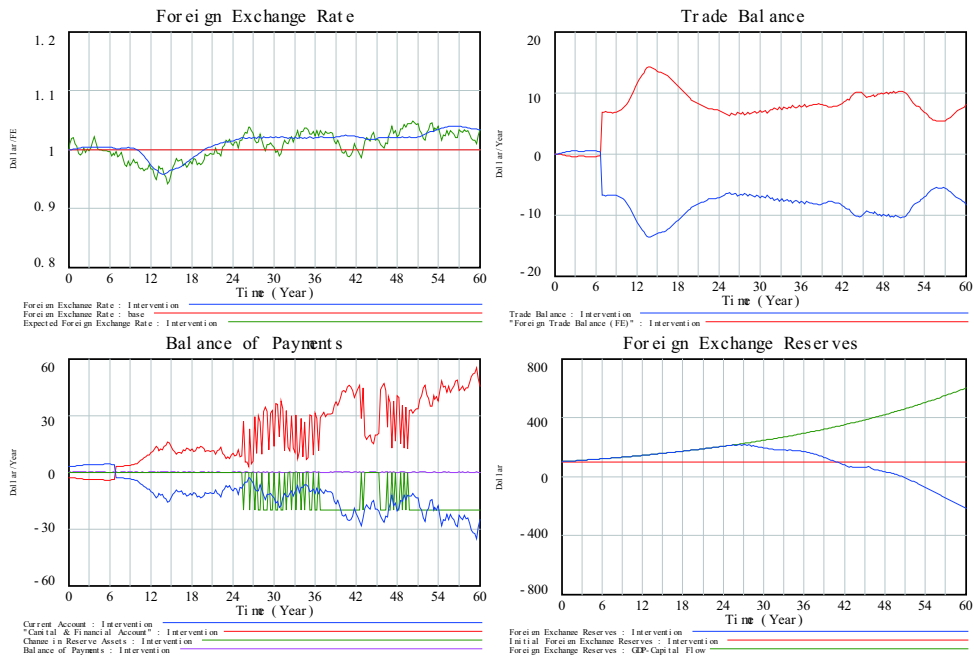 Foreign Exchange Rate
1.2
1.1
1
0.9
0.8
Dollar/FE
0 6 12 18 24 30 36 42 48 54 60
Time (Year)
Foreign Exchange Rate : Intervention
Foreign Exchange Rate : base
Expected Foreign Exchange Rate : Intervention
Trade Balance
20
10
0
-10
-20
Dollar/Year
0 6 12 18 24 30 36 42 48 54 60
Time (Year)
Trade Balance : Intervention
"Foreign Trade Balance (FE)" : Intervention
Balance of Payments
60
30
0
-30
-60
Dollar/Year
0 6 12 18 24 30 36 42 48 54 60
Time (Year)
Current Account : Intervention
"Capital & Financial Account" : Intervention
Change in Reserve Assets : Intervention
Balance of Payments : Intervention
Foreign Exchange Reserves
800
400
0
-400
-800
Dollar
0 6 12 18 24 30 36 42 48 54 60
Time (Year)
Foreign Exchange Reserves : Intervention
Initial Foreign Exchange Reserves : Intervention
Foreign Exchange Reserves : GDP-Capital Flow